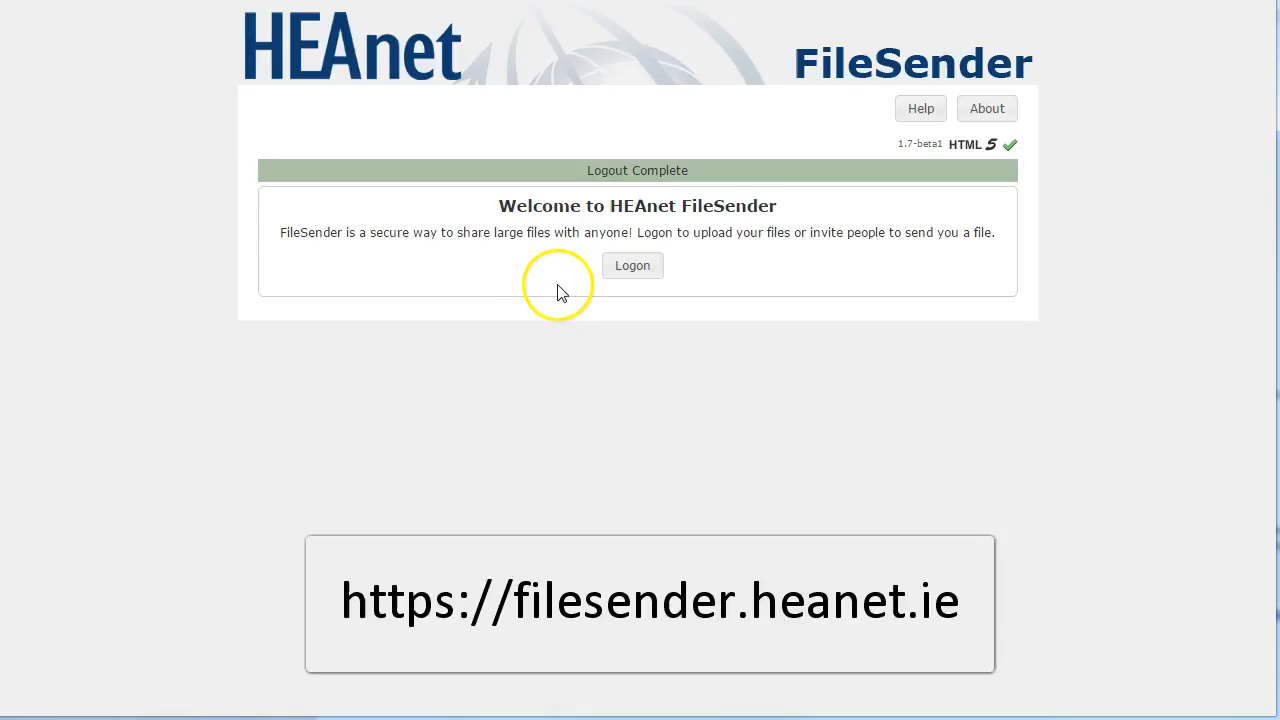 HEAnet
FileSender
Help
About
1.7-beta1 HTML 5
Logout Complete
Welcome to HEAnet FileSender
FileSender is a secure way to share large files with anyone! Logon to upload your files or invite people to send you a file.
Logon
https://filesender.heanet.ie